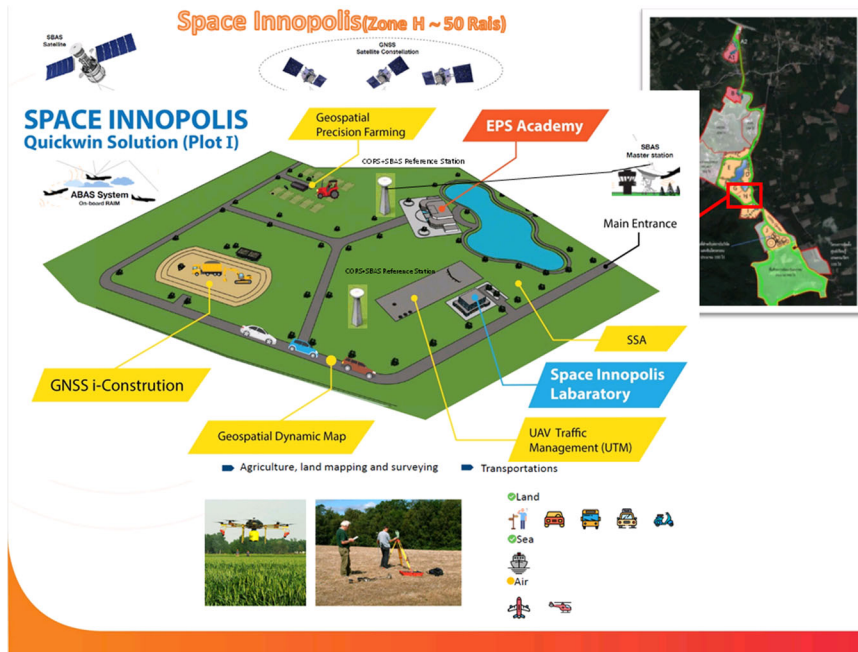 Space Innopolis(Zone H ~ 50 Rais)
SBAS
Satellite
GNSS
Satellite Constellation
SPACE INNOPOLIS
Quickwin Solution (Plot I)
Geospatial
Precision Farming
EPS Academy
CORS+SBAS Reference Station
SBAS
Master station
ABAS System
On-board RAIM
Main Entrance
CORS+SBAS Reference Station
SSA
GNSS i-Constrution
Space Innopolis
Labaratory
Geospatial Dynamic Map
UAV Traffic
Management (UTM)
Agriculture, land mapping and surveying
Transportations
Land
Sea
Air